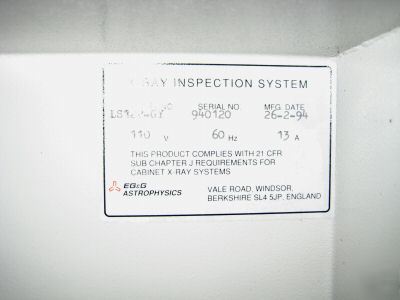 X-RAY INSPECTION SYSTEM
NO. SERIAL NO. MFG. DATE
940120 26-2-94
110 V 60 Hz 13 A
THIS PRODUCT COMPLIES WITH 21 CFR
SUB CHAPTER J REQUIREMENTS FOR
CABINET X-RAY SYSTEMS
EG&G
ASTROPHYSICS
VALE ROAD, WINDSOR,
BERKSHIRE SL4 5JP, ENGLAND